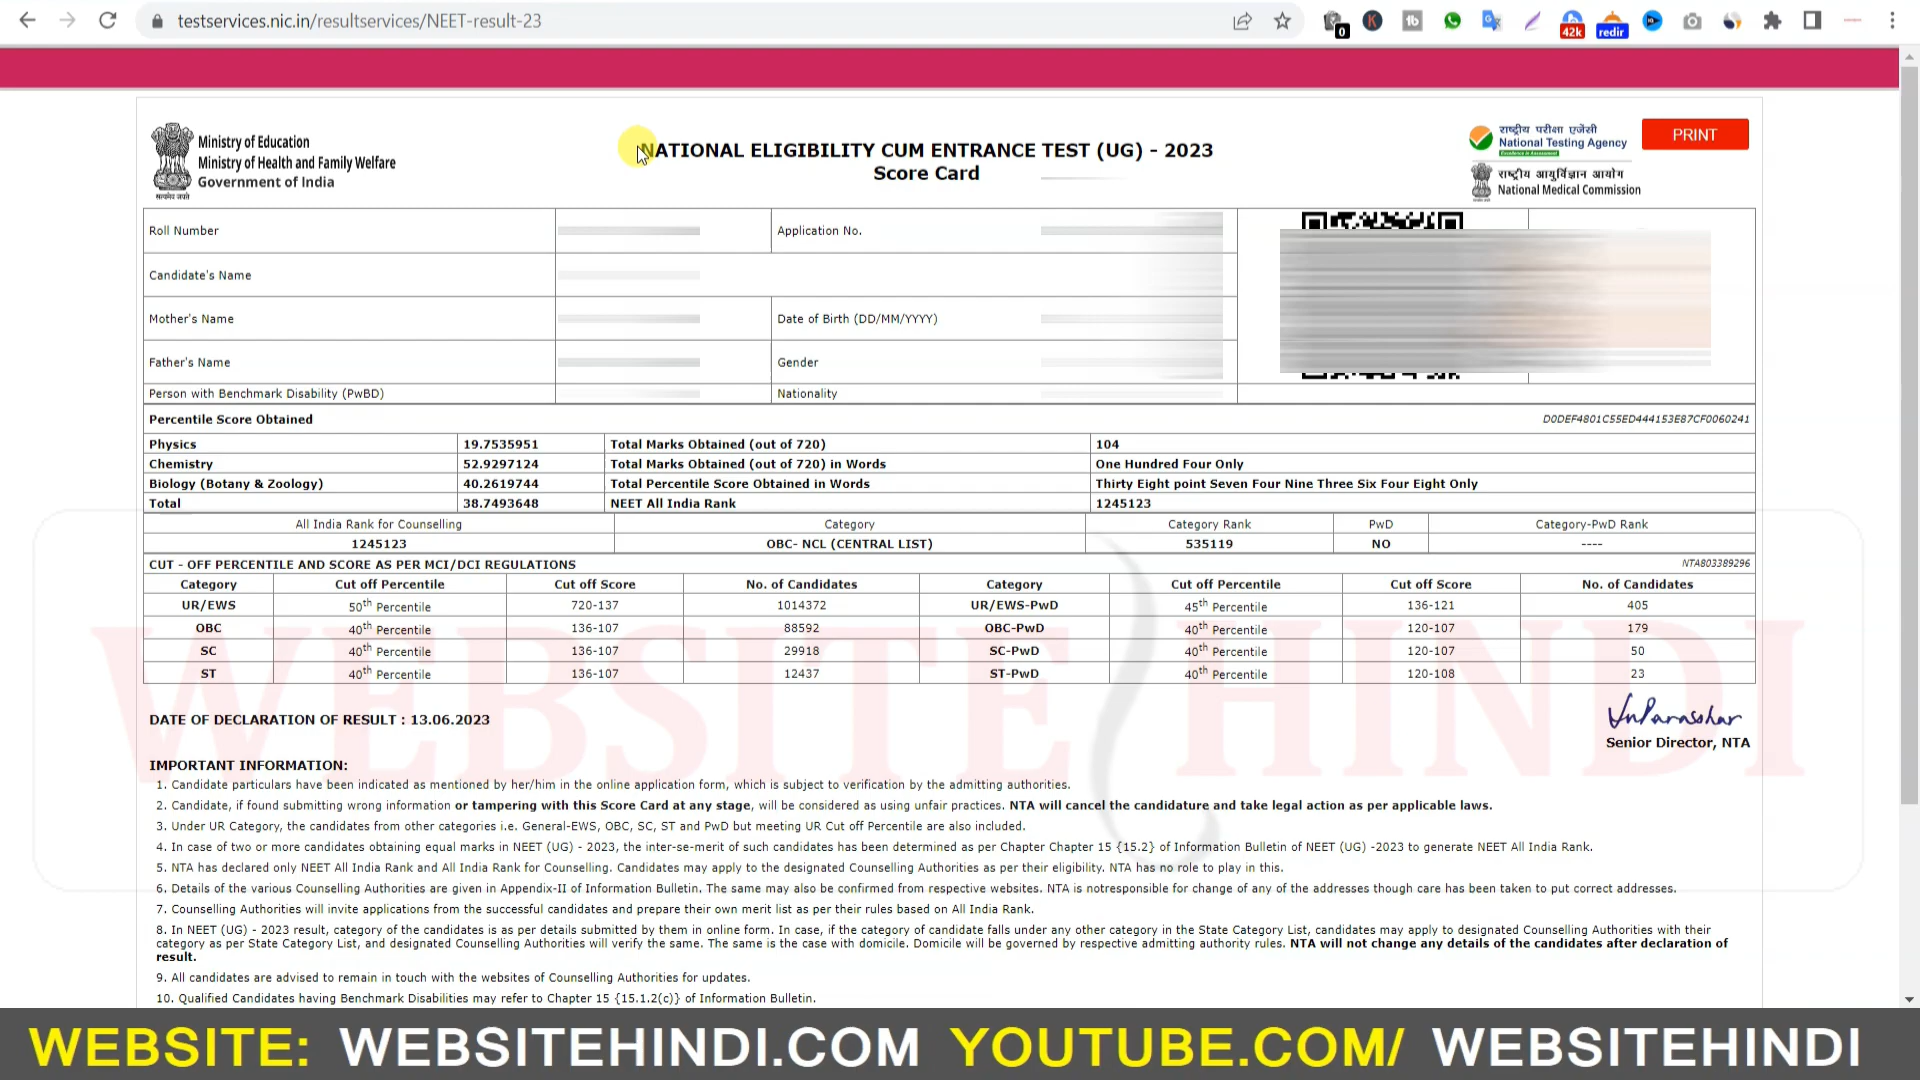 testservices.nic.in/resultservices/NEET-result-23
0
K
42k
redir
Ministry of Education
Ministry of Health and Family Welfare
Government of India
सत्यमेव जयते
NATIONAL ELIGIBILITY CUM ENTRANCE TEST (UG) - 2023
Score Card
राष्ट्रीय परीक्षा एजेंसी
National Testing Agency
Excellence in Assessment
राष्ट्रीय आयुर्विज्ञान आयोग
National Medical Commission
PRINT
Roll Number Application No.
Candidate's Name
Mother's Name Date of Birth (DD/MM/YYYY)
Father's Name Gender
Person with Benchmark Disability (PwBD) Nationality
Percentile Score Obtained D0DEF4801C55ED444153E87CF0060241
Physics 19.7535951 Total Marks Obtained (out of 720) 104
Chemistry 52.9297124 Total Marks Obtained (out of 720) in Words One Hundred Four Only
Biology (Botany & Zoology) 40.2619744 Total Percentile Score Obtained in Words Thirty Eight point Seven Four Nine Three Six Four Eight Only
Total 38.7493648 NEET All India Rank 1245123
All India Rank for Counselling Category Category Rank PwD Category-PwD Rank
1245123 OBC- NCL (CENTRAL LIST) 535119 NO ----
CUT - OFF PERCENTILE AND SCORE AS PER MCI/DCI REGULATIONS NTA803389296
Category Cut off Percentile Cut off Score No. of Candidates Category Cut off Percentile Cut off Score No. of Candidates
UR/EWS 50th Percentile 720-137 1014372 UR/EWS-PwD 45th Percentile 136-121 405
OBC 40th Percentile 136-107 88592 OBC-PwD 40th Percentile 120-107 179
SC 40th Percentile 136-107 29918 SC-PwD 40th Percentile 120-107 50
ST 40th Percentile 136-107 12437 ST-PwD 40th Percentile 120-108 23
DATE OF DECLARATION OF RESULT : 13.06.2023
Senior Director, NTA
WEBSITE HINDI
IMPORTANT INFORMATION:
1. Candidate particulars have been indicated as mentioned by her/him in the online application form, which is subject to verification by the admitting authorities.
2. Candidate, if found submitting wrong information or tampering with this Score Card at any stage, will be considered as using unfair practices. NTA will cancel the candidature and take legal action as per applicable laws.
3. Under UR Category, the candidates from other categories i.e. General-EWS, OBC, SC, ST and PwD but meeting UR Cut off Percentile are also included.
4. In case of two or more candidates obtaining equal marks in NEET (UG) - 2023, the inter-se-merit of such candidates has been determined as per Chapter Chapter 15 {15.2} of Information Bulletin of NEET (UG) -2023 to generate NEET All India Rank.
5. NTA has declared only NEET All India Rank and All India Rank for Counselling. Candidates may apply to the designated Counselling Authorities as per their eligibility. NTA has no role to play in this.
6. Details of the various Counselling Authorities are given in Appendix-II of Information Bulletin. The same may also be confirmed from respective websites. NTA is notresponsible for change of any of the addresses though care has been taken to put correct addresses.
7. Counselling Authorities will invite applications from the successful candidates and prepare their own merit list as per their rules based on All India Rank.
8. In NEET (UG) - 2023 result, category of the candidates is as per details submitted by them in online form. In case, if the category of candidate falls under any other category in the State Category List, candidates may apply to designated Counselling Authorities with their
category as per State Category List, and designated Counselling Authorities will verify the same. The same is the case with domicile. Domicile will be governed by respective admitting authority rules. NTA will not change any details of the candidates after declaration of
result.
9. All candidates are advised to remain in touch with the websites of Counselling Authorities for updates.
10. Qualified Candidates having Benchmark Disabilities may refer to Chapter 15 {15.1.2(c)} of Information Bulletin.
WEBSITE: WEBSITEHINDI.COM YOUTUBE.COM/ WEBSITEHINDI